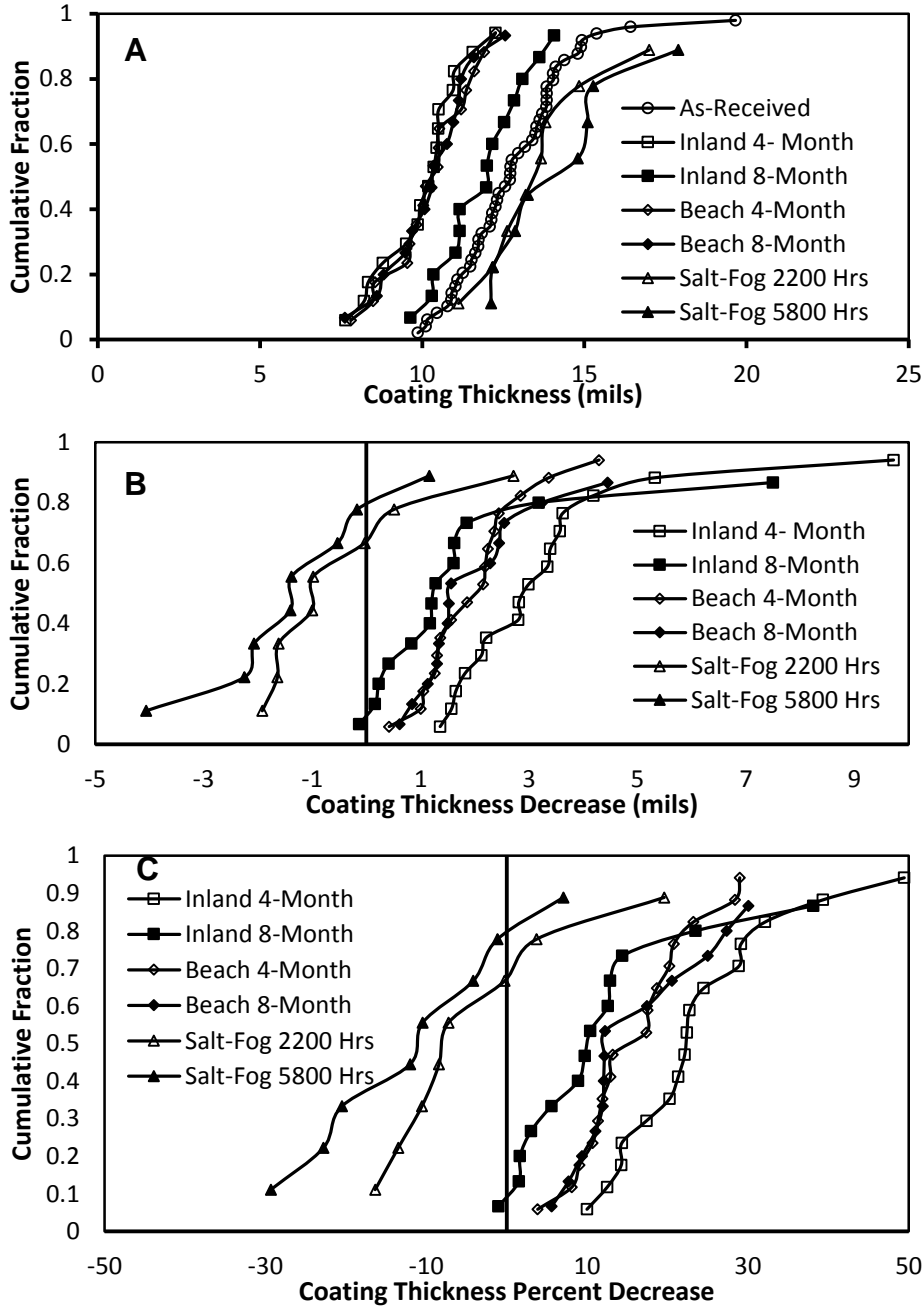 A
1
0.8
0.6
0.4
0.2
0
Cumulative Fraction
As-Received
Inland 4- Month
Inland 8-Month
Beach 4-Month
Beach 8-Month
Salt-Fog 2200 Hrs
Salt-Fog 5800 Hrs
0 5 10 15 20 25
Coating Thickness (mils)
B
1
0.8
0.6
0.4
0.2
0
Cumulative Fraction
Inland 4- Month
Inland 8-Month
Beach 4-Month
Beach 8-Month
Salt-Fog 2200 Hrs
Salt-Fog 5800 Hrs
-5 -3 -1 1 3 5 7 9
Coating Thickness Decrease (mils)
C
1
0.9
0.8
0.7
0.6
0.5
0.4
0.3
0.2
0.1
0
Cumulative Fraction
Inland 4-Month
Inland 8-Month
Beach 4-Month
Beach 8-Month
Salt-Fog 2200 Hrs
Salt-Fog 5800 Hrs
-50 -30 -10 10 30 50
Coating Thickness Percent Decrease